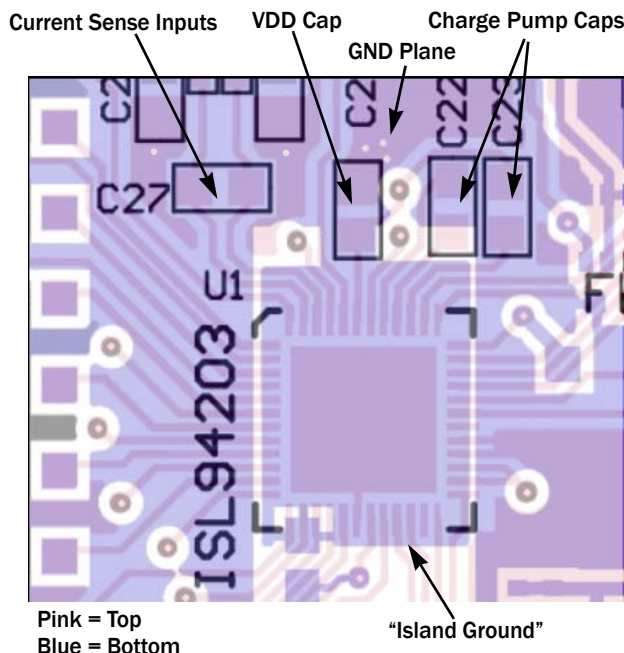 Current Sense Inputs
VDD Cap
Charge Pump Caps
GND Plane
C22
C27
U1
ISL94203
Pink = Top
Blue = Bottom
“Island Ground”